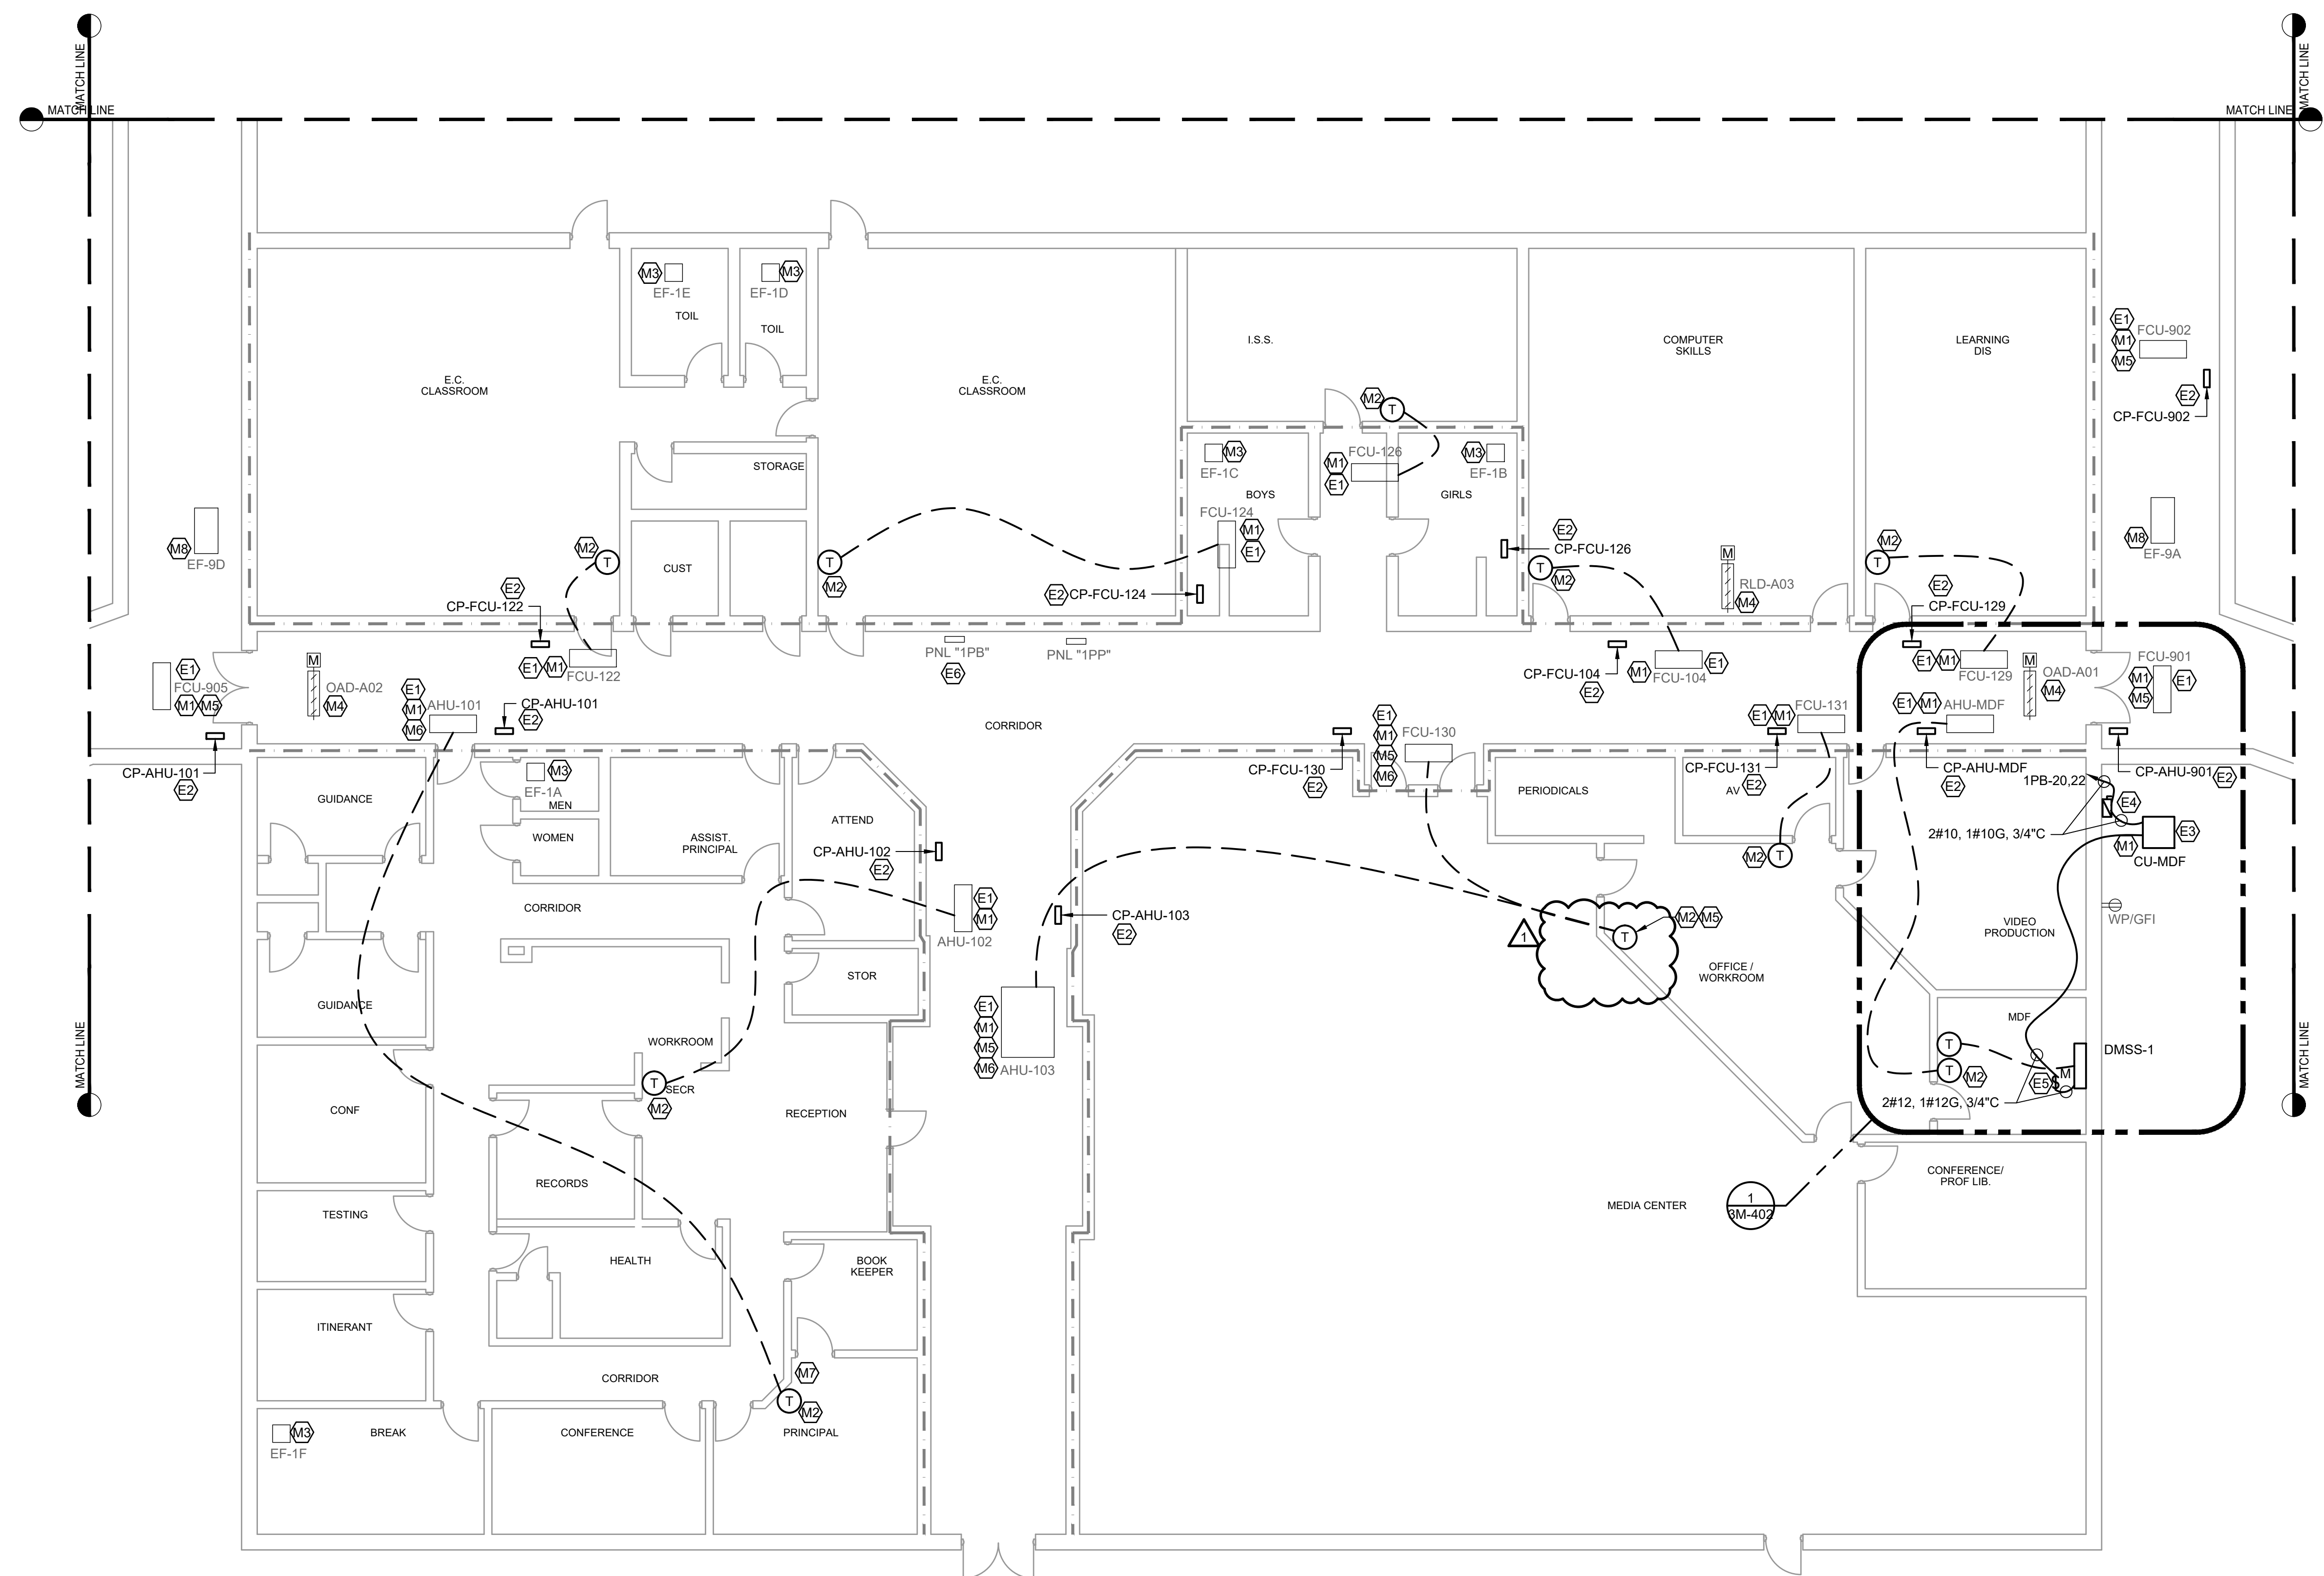 MATCH LINE
MATCH LINE
MATCH LINE
MATCH LINE
MATCH LINE
MATCH LINE
M3
EF-1E
TOIL
M3
EF-1D
TOIL
E.C.
CLASSROOM
E.C.
CLASSROOM
I.S.S.
COMPUTER
SKILLS
LEARNING
DIS
E1
M1
M5
FCU-902
E2
CP-FCU-902
M2
T
STORAGE
M3
EF-1C
BOYS
M1
E1
FCU-126
M3
EF-1B
GIRLS
M8
EF-9D
M8
EF-9A
M2
T
CUST
T
M2
FCU-124
M1
E1
E2
CP-FCU-124
E2
CP-FCU-126
T
M2
M
RLD-A03
M4
M2
T
E2
CP-FCU-129
E2
CP-FCU-122
E1
M1
FCU-122
PNL "1PB"
E6
PNL "1PP"
CP-FCU-104
E2
M1
FCU-104
E1
E1
M1
FCU-129
M
OAD-A01
M4
FCU-901
M1
M5
E1
E1
FCU-905
M1
M5
M
OAD-A02
M4
E1
M1
M6
AHU-101
CP-AHU-101
E2
CORRIDOR
E1
M1
M5
M6
FCU-130
CP-FCU-130
E2
E1
M1
FCU-131
CP-FCU-131
E2
E1
M1
AHU-MDF
CP-AHU-MDF
E2
CP-AHU-901
E2
CP-AHU-101
E2
GUIDANCE
M3
EF-1A
MEN
WOMEN
ASSIST.
PRINCIPAL
ATTEND
CP-AHU-102
E2
PERIODICALS
AV
M2
T
1PB-20,22
2#10, 1#10G, 3/4"C
E4
E3
M1
CU-MDF
CORRIDOR
E1
M1
AHU-102
CP-AHU-103
E2
1
T
M2
M5
VIDEO
PRODUCTION
WP/GFI
GUIDANCE
STOR
OFFICE /
WORKROOM
E1
M1
M5
M6
AHU-103
WORKROOM
T
SECR
M2
MDF
T
T
M2
M
E5
$
DMSS-1
2#12, 1#12G, 3/4"C
CONF
RECEPTION
RECORDS
TESTING
MEDIA CENTER
1
3M-402
CONFERENCE/
PROF LIB.
HEALTH
BOOK
KEEPER
ITINERANT
CORRIDOR
M7
T
M2
PRINCIPAL
M3
EF-1F
BREAK
CONFERENCE
MATCH LINE
MATCH LINE